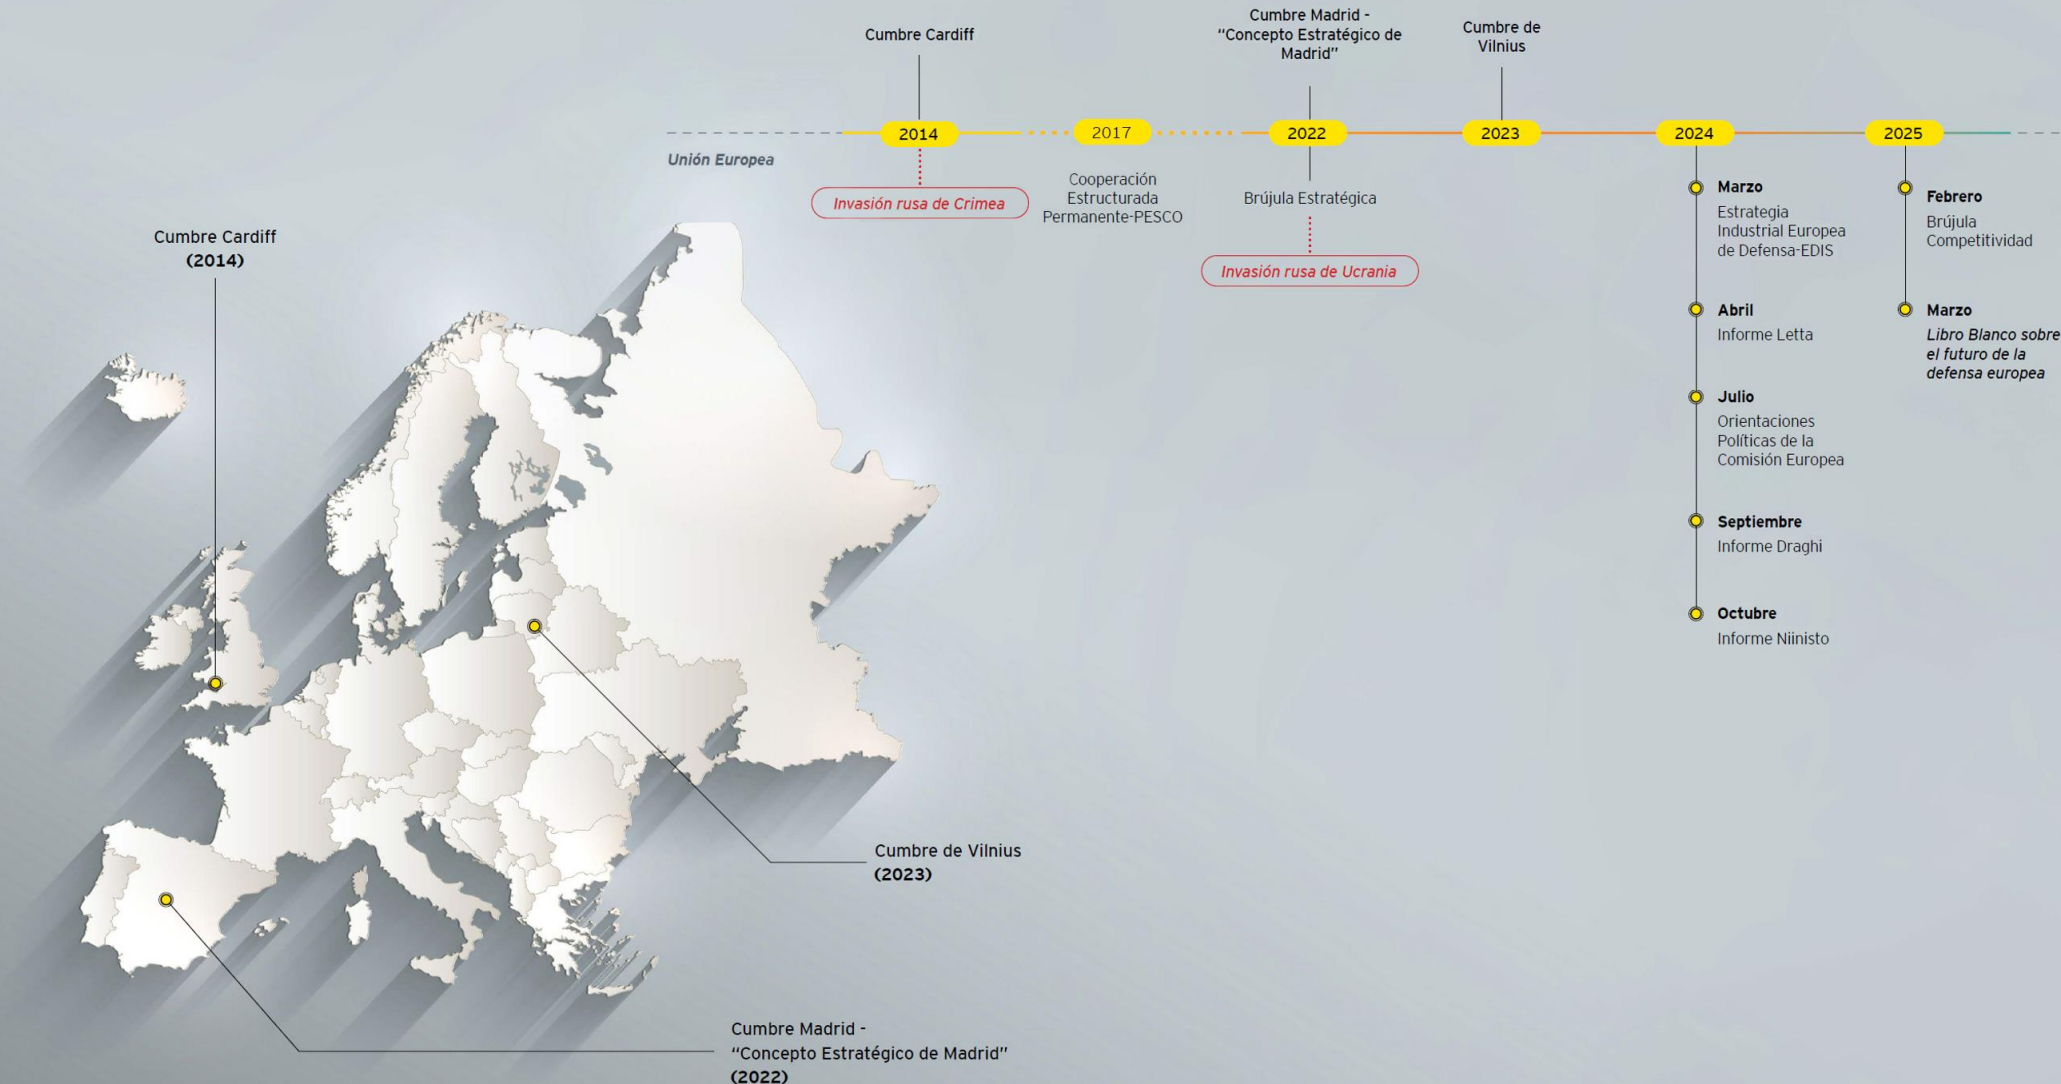 Cumbre Cardiff
Cumbre Madrid -
“Concepto Estratégico de
Madrid”
Cumbre de
Vilnius
2014
2017
2022
2023
2024
2025
Unión Europea
Invasión rusa de Crimea
Cooperación
Estructurada
Permanente-PESCO
Brújula Estratégica
Invasión rusa de Ucrania
Marzo
Estrategia
Industrial Europea
de Defensa-EDIS
Abril
Informe Letta
Julio
Orientaciones
Políticas de la
Comisión Europea
Septiembre
Informe Draghi
Octubre
Informe Niinisto
Febrero
Brújula
Competitividad
Marzo
Libro Blanco sobre
el futuro de la
defensa europea
Cumbre Cardiff
(2014)
Cumbre de Vilnius
(2023)
Cumbre Madrid -
“Concepto Estratégico de Madrid”
(2022)